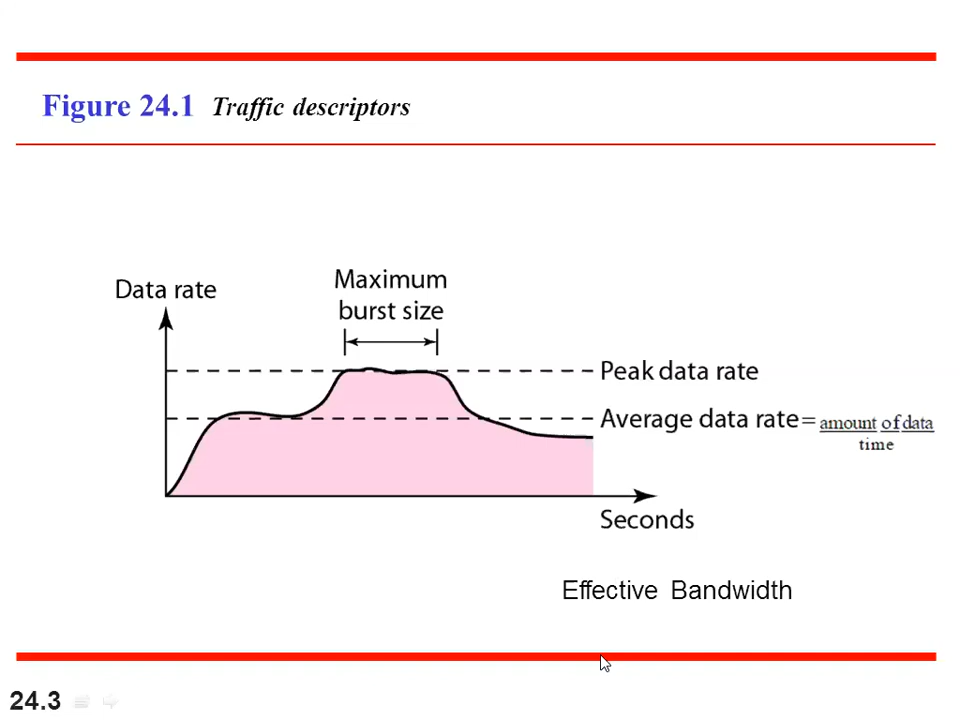 Figure 24.1 Traffic descriptors
Data rate
Maximum
burst size
Peak data rate
Average data rate= amount of data
time
Seconds
Effective Bandwidth
24.3